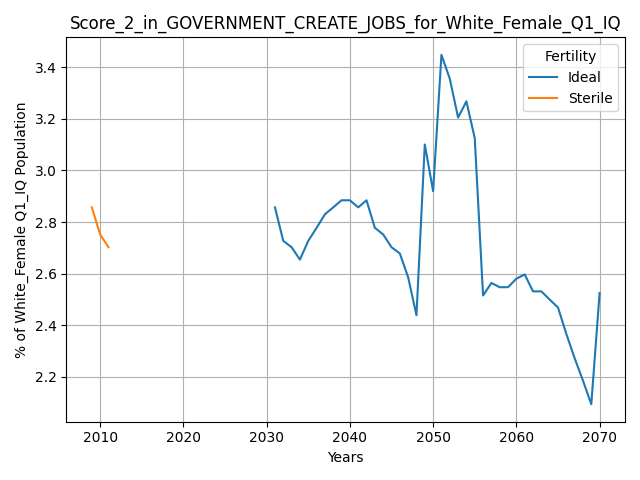 Score_2_in_GOVERNMENT_CREATE_JOBS_for_White_Female_Q1_IQ
Fertility
Ideal
Sterile
% of White_Female Q1_IQ Population
3.4
3.2
3.0
2.8
2.6
2.4
2.2
2010 2020 2030 2040 2050 2060 2070
Years